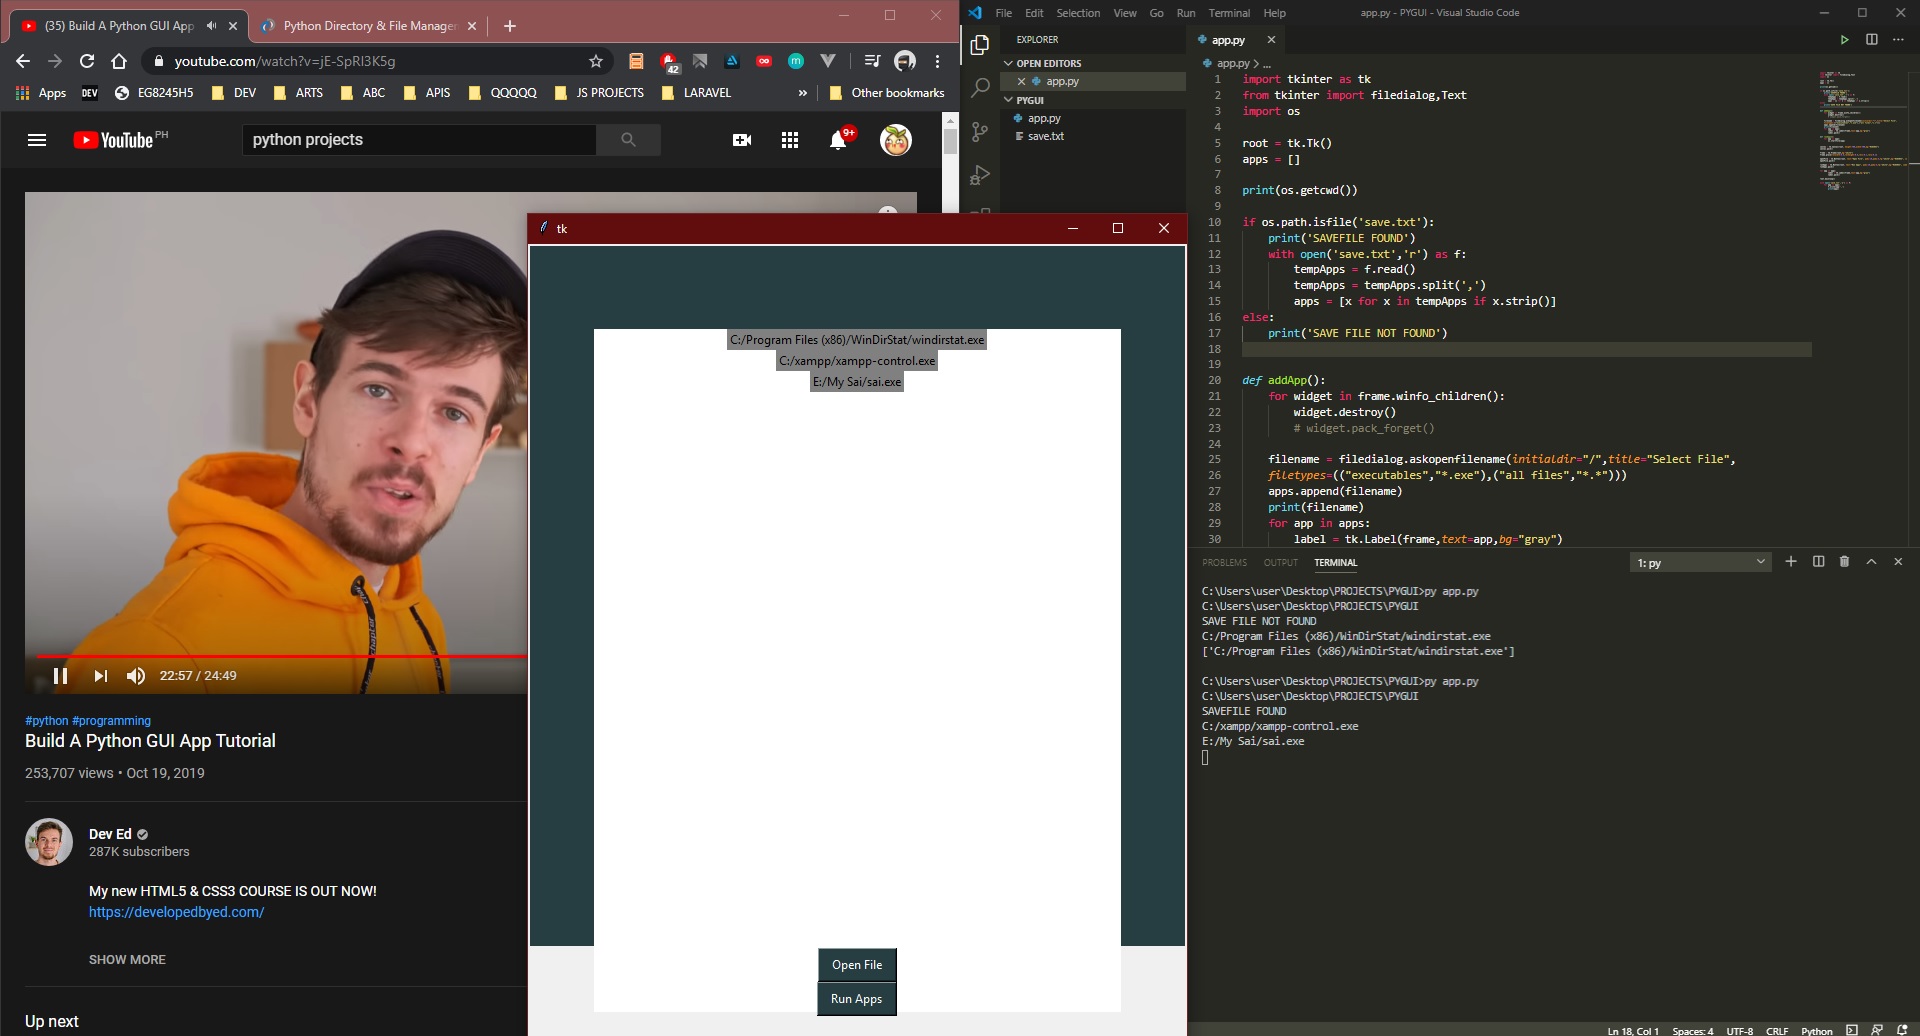 (35) Build A Python GUI App
Python Directory & File Managem
youtube.com/watch?v=jE-SpRI3K5g
42
Apps
DEV
EG8245H5
DEV
ARTS
ABC
APIS
QQQQQ
JS PROJECTS
LARAVEL
»
Other bookmarks
YouTube PH
python projects
9+
22:57 / 24:49
#python #programming
Build A Python GUI App Tutorial
253,707 views • Oct 19, 2019
Dev Ed
287K subscribers
My new HTML5 & CSS3 COURSE IS OUT NOW!
https://developedbyed.com/
SHOW MORE
Up next
tk
C:/Program Files (x86)/WinDirStat/windirstat.exe
C:/xampp/xampp-control.exe
E:/My Sai/sai.exe
Open File
Run Apps
File Edit Selection View Go Run Terminal Help
app.py - PYGUI - Visual Studio Code
EXPLORER
OPEN EDITORS
app.py
PYGUI
app.py
save.txt
app.py
app.py > ...
1 import tkinter as tk
2 from tkinter import filedialog,Text
3 import os
4
5 root = tk.Tk()
6 apps = []
7
8 print(os.getcwd())
9
10 if os.path.isfile('save.txt'):
11     print('SAVEFILE FOUND')
12     with open('save.txt','r') as f:
13         tempApps = f.read()
14         tempApps = tempApps.split(',')
15         apps = [x for x in tempApps if x.strip()]
16 else:
17     print('SAVE FILE NOT FOUND')
18
19
20 def addApp():
21     for widget in frame.winfo_children():
22         widget.destroy()
23         # widget.pack_forget()
24
25     filename = filedialog.askopenfilename(initialdir="/",title="Select File",
26     filetypes=(("executables","*.exe"),("all files","*.*")))
27     apps.append(filename)
28     print(filename)
29     for app in apps:
30         label = tk.Label(frame,text=app,bg="gray")
PROBLEMS OUTPUT TERMINAL
1: py
C:\Users\user\Desktop\PROJECTS\PYGUI>py app.py
C:\Users\user\Desktop\PROJECTS\PYGUI
SAVE FILE NOT FOUND
C:/Program Files (x86)/WinDirStat/windirstat.exe
['C:/Program Files (x86)/WinDirStat/windirstat.exe']
C:\Users\user\Desktop\PROJECTS\PYGUI>py app.py
C:\Users\user\Desktop\PROJECTS\PYGUI
SAVEFILE FOUND
C:/xampp/xampp-control.exe
E:/My Sai/sai.exe
Ln 18, Col 1 Spaces: 4 UTF-8 CRLF Python